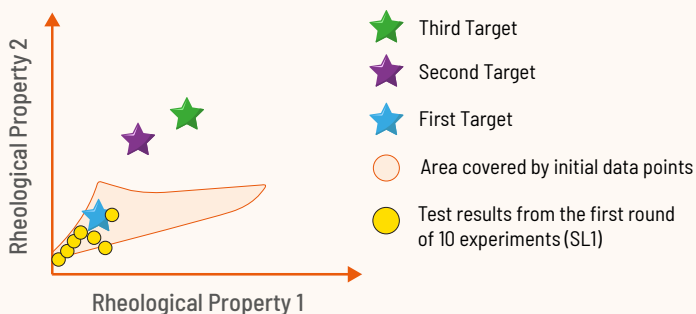 Rheological Property 2
Third Target
Second Target
First Target
Area covered by initial data points
Test results from the first round
of 10 experiments (SL1)
Rheological Property 1